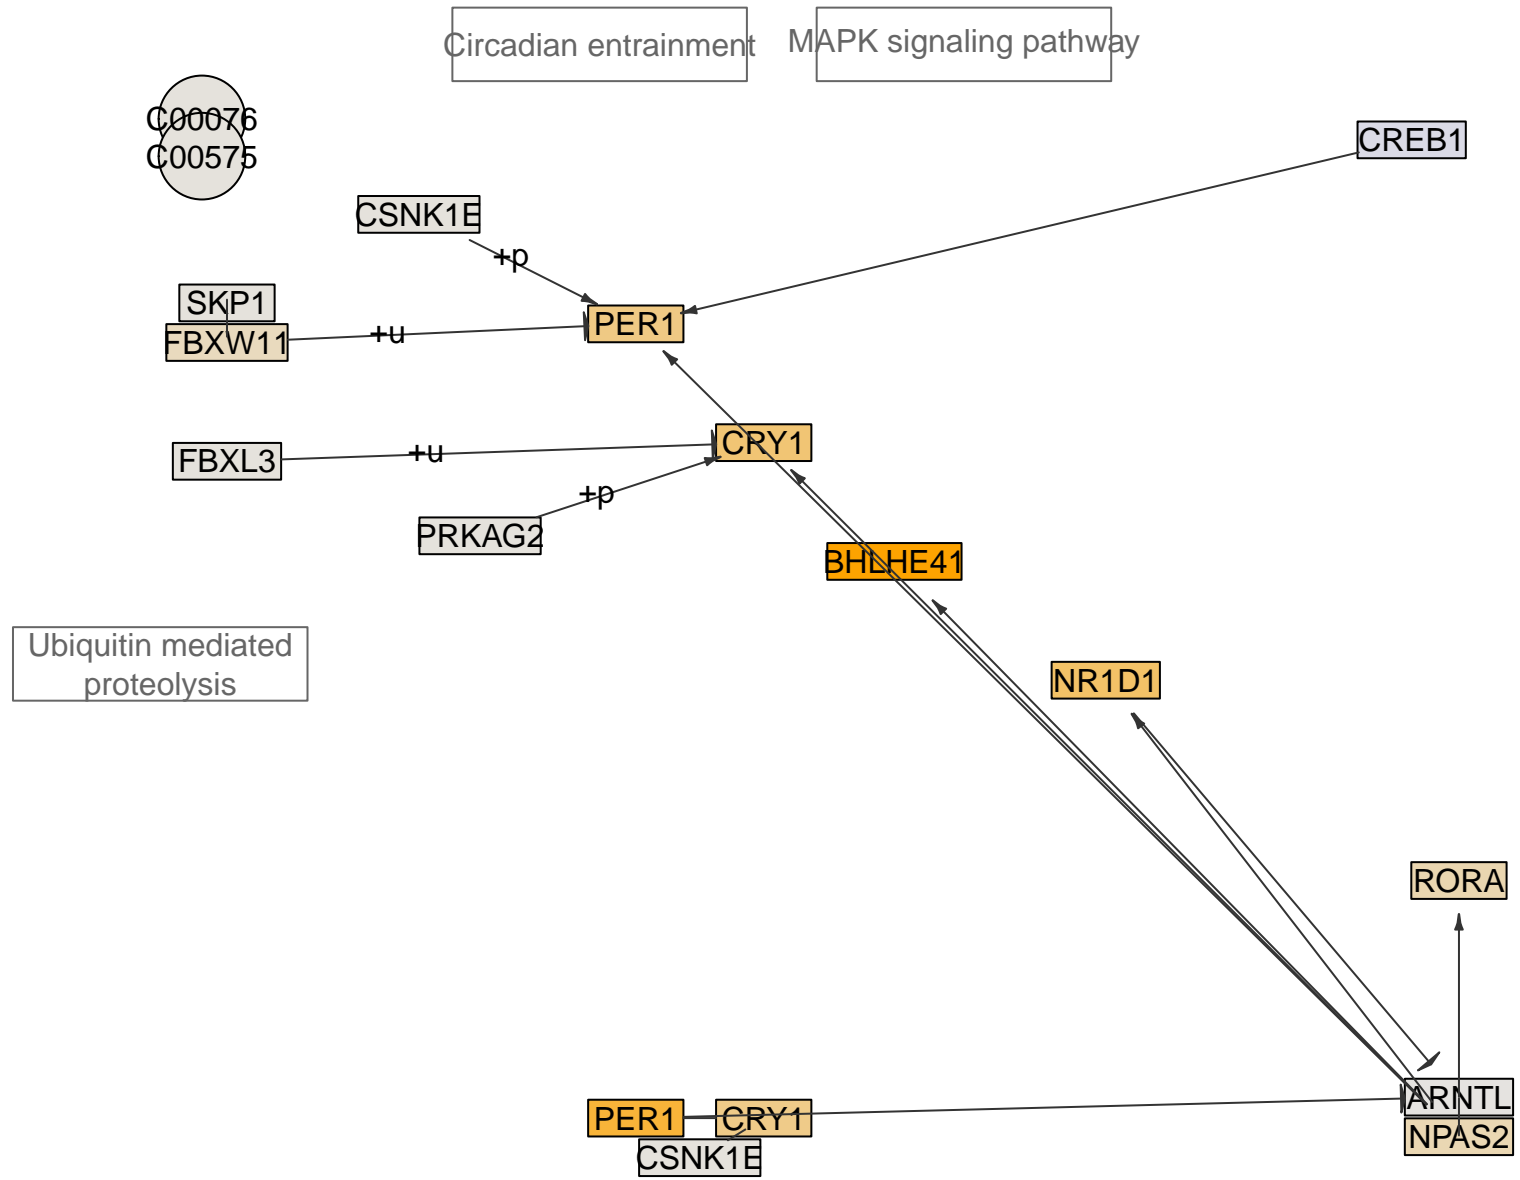 Circadian entrainment
MAPK signaling pathway
C00076
C00575
CREB1
CSNK1E
+p
SKP1
FBXW11
+u
PER1
FBXL3
+u
CRY1
+p
PRKAG2
BHLHE41
Ubiquitin mediated
proteolysis
NR1D1
RORA
ARNTL
NPAS2
PER1
CRY1
CSNK1E